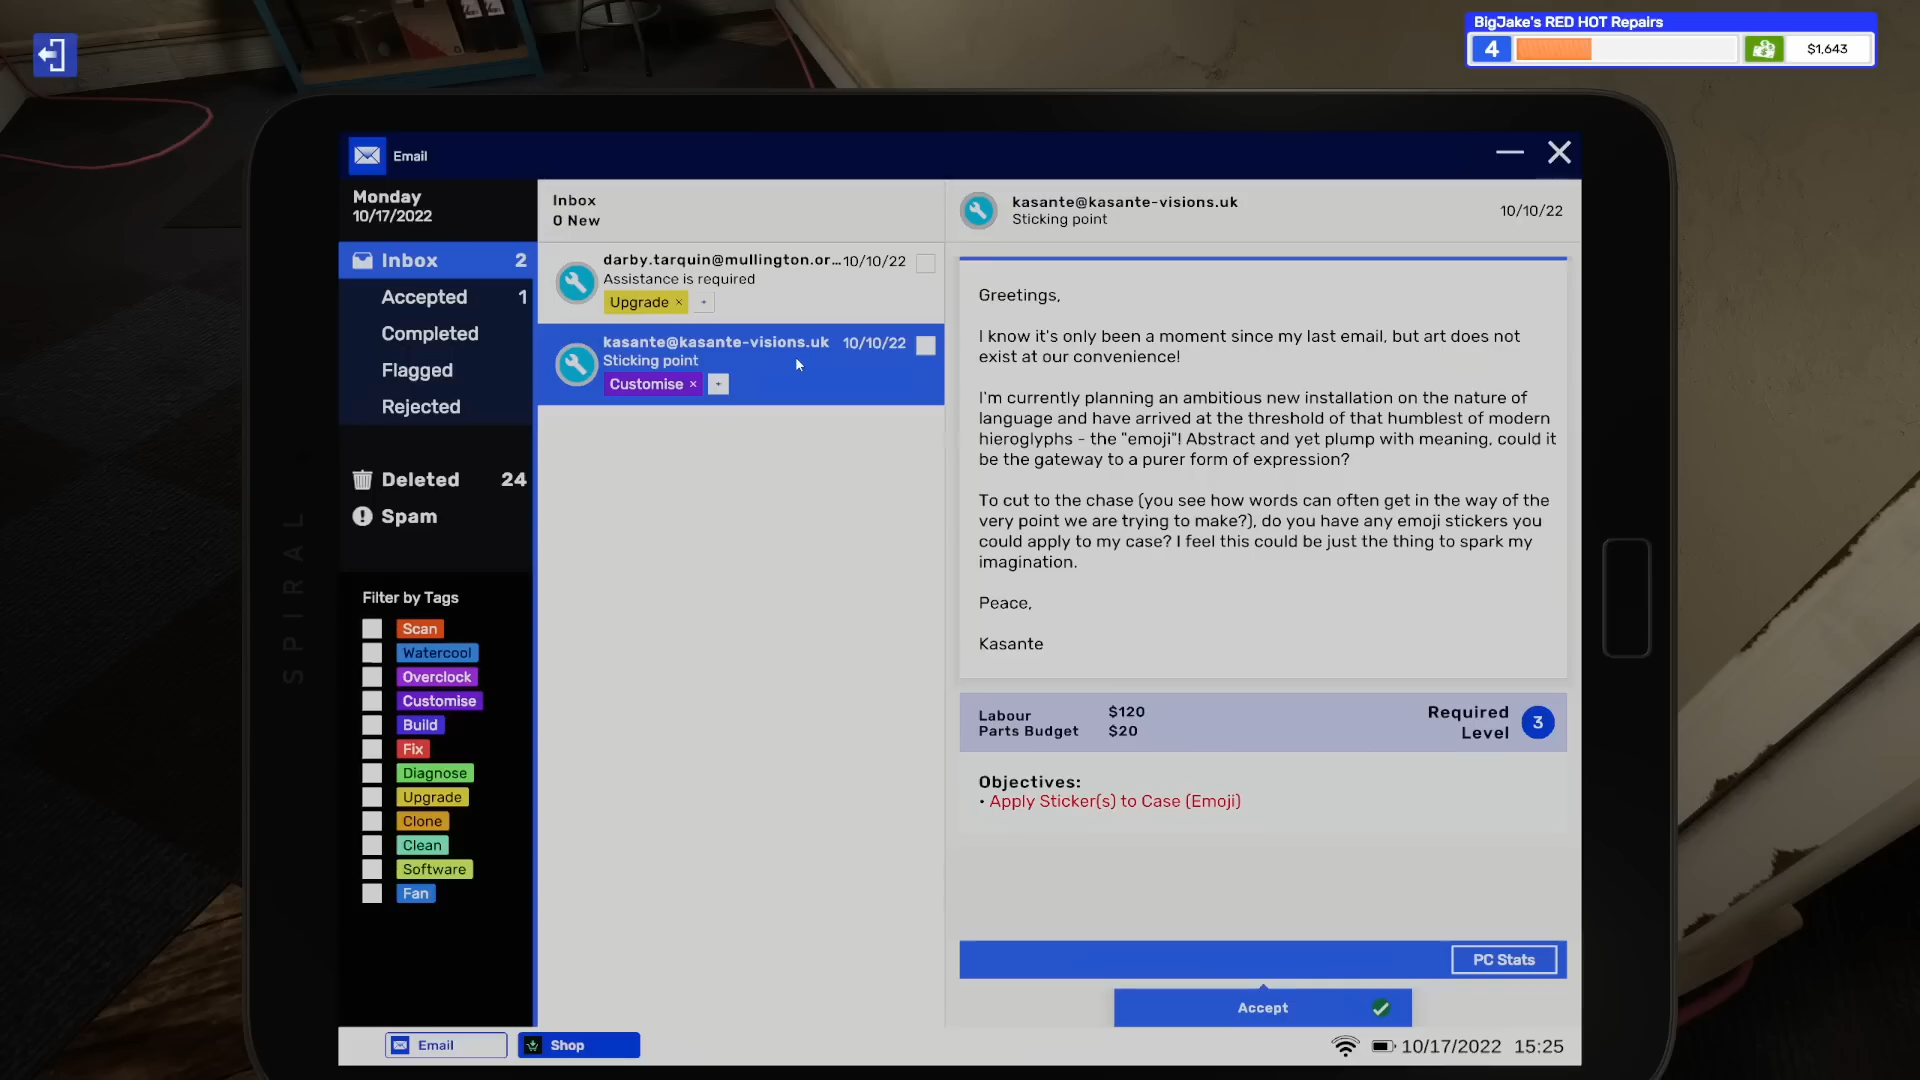 BigJake's RED HOT Repairs
4
$1,643
Email
Monday
10/17/2022
Inbox 2
Accepted 1
Completed
Flagged
Rejected
Deleted 24
Spam
Filter by Tags
Scan
Watercool
Overclock
Customise
Build
Fix
Diagnose
Upgrade
Clone
Clean
Software
Fan
SPIRAL
Inbox
0 New
darby.tarquin@mullington.or... 10/10/22
Assistance is required
Upgrade ×
kasante@kasante-visions.uk 10/10/22
Sticking point
Customise ×
kasante@kasante-visions.uk
Sticking point
10/10/22
Greetings,
I know it's only been a moment since my last email, but art does not
exist at our convenience!
I'm currently planning an ambitious new installation on the nature of
language and have arrived at the threshold of that humblest of modern
hieroglyphs - the "emoji"! Abstract and yet plump with meaning, could it
be the gateway to a purer form of expression?
To cut to the chase (you see how words can often get in the way of the
very point we are trying to make?), do you have any emoji stickers you
could apply to my case? I feel this could be just the thing to spark my
imagination.
Peace,
Kasante
Labour $120
Parts Budget $20
Required
Level
3
Objectives:
• Apply Sticker(s) to Case (Emoji)
PC Stats
Accept
Email
Shop
10/17/2022 15:25